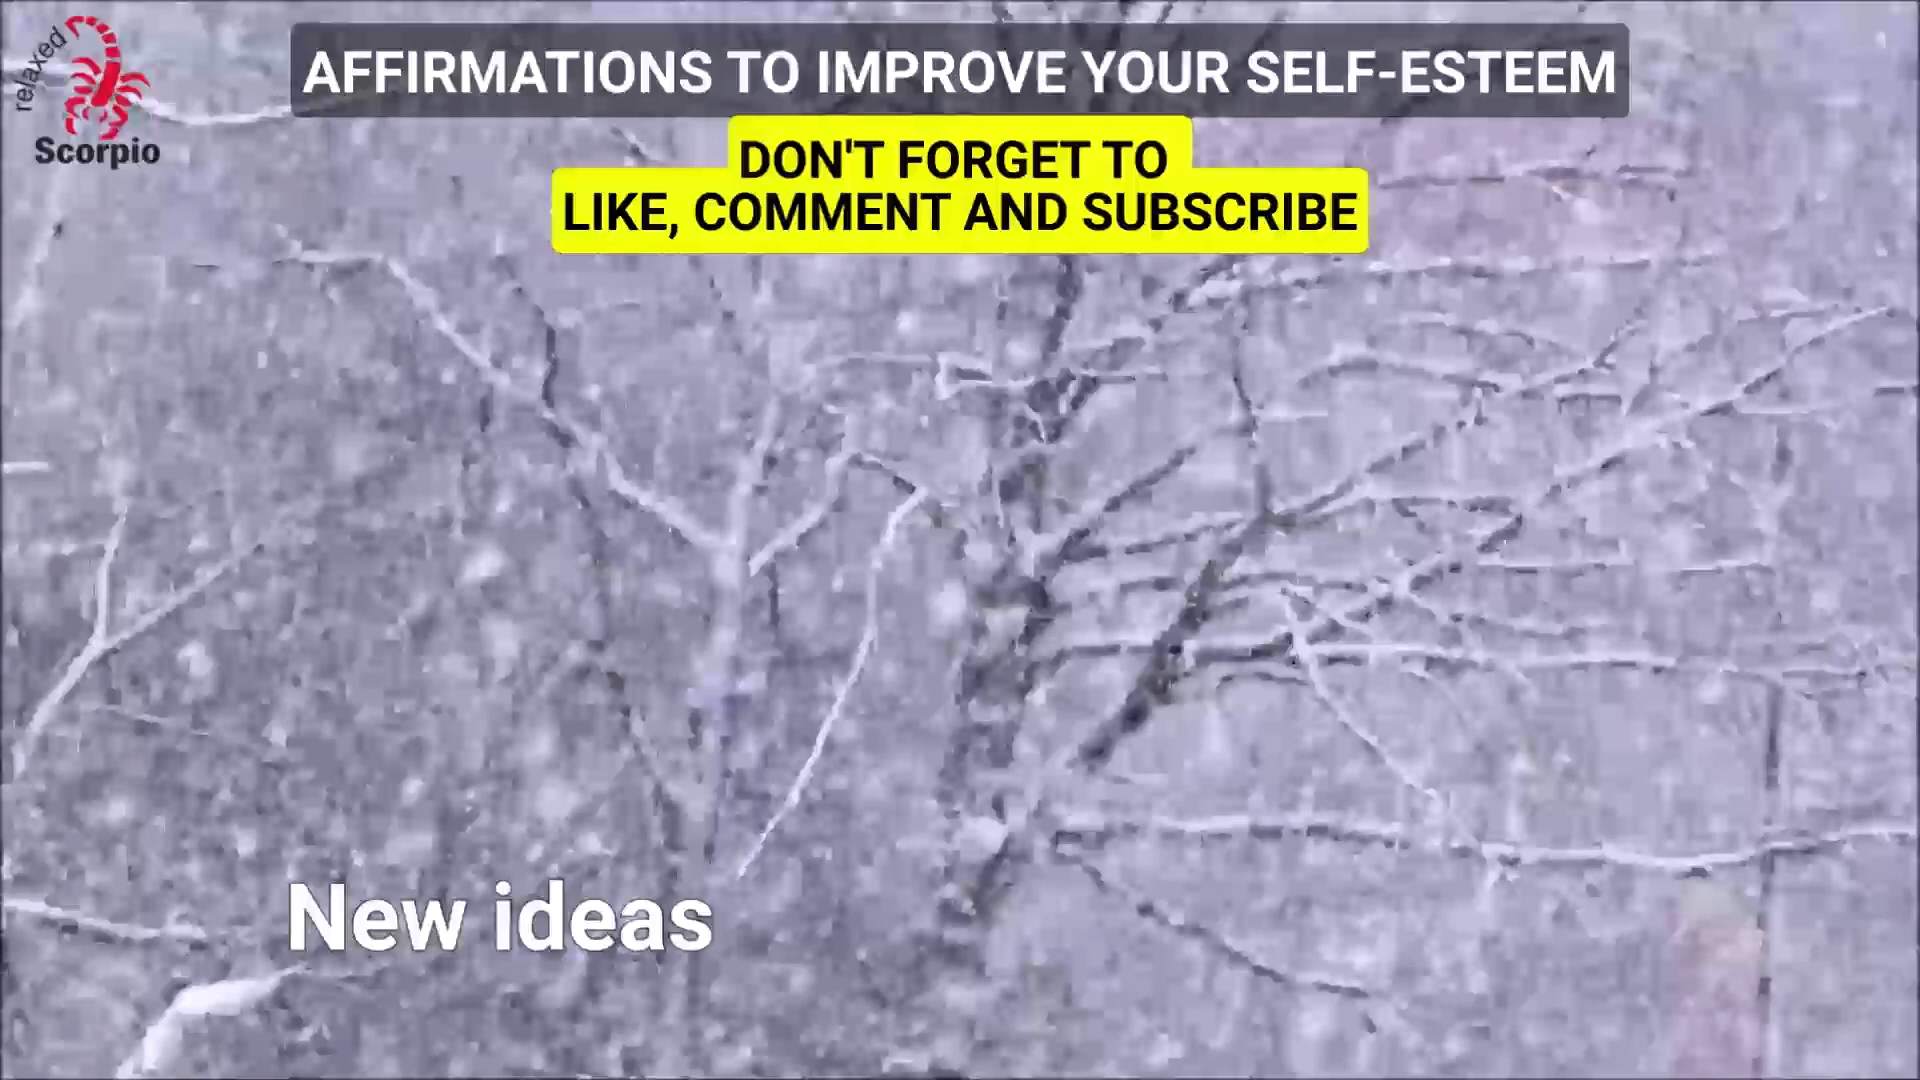 relaxed
Scorpio
AFFIRMATIONS TO IMPROVE YOUR SELF-ESTEEM
DON'T FORGET TO
LIKE, COMMENT AND SUBSCRIBE
New ideas